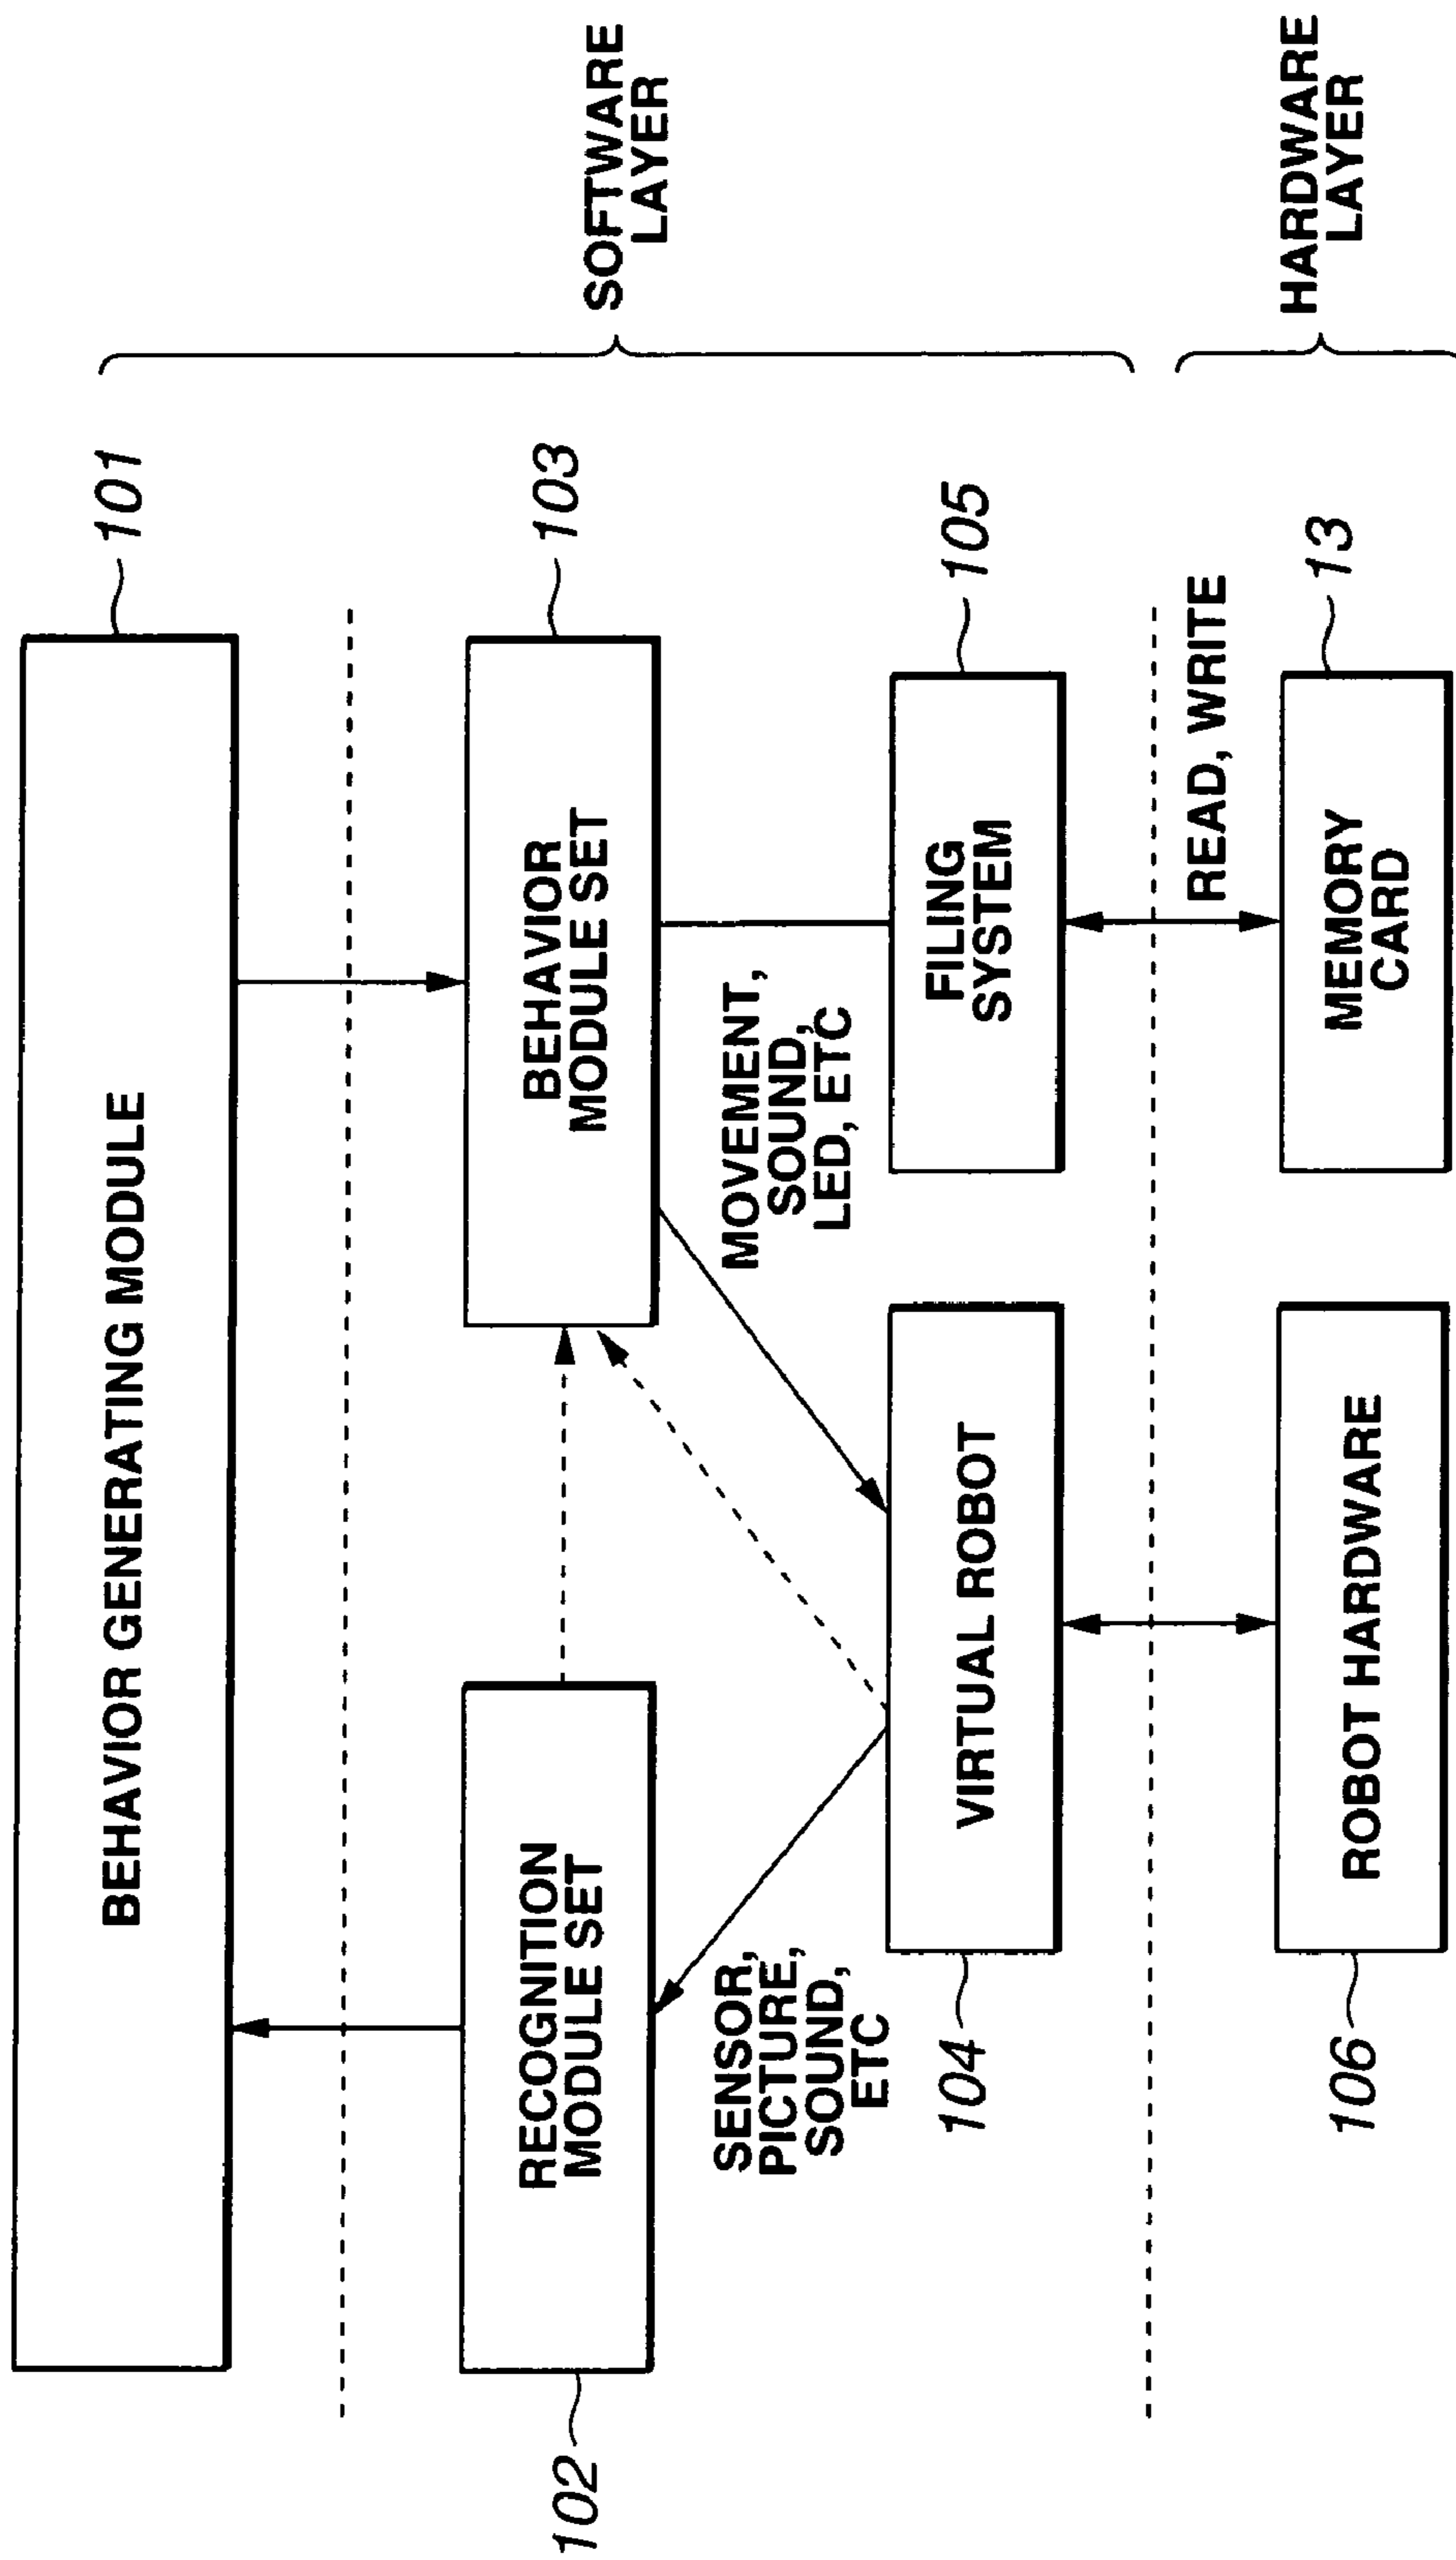 101
BEHAVIOR GENERATING MODULE
SOFTWARE
LAYER
102
RECOGNITION
MODULE SET
BEHAVIOR
MODULE SET
103
SENSOR,
PICTURE,
SOUND,
ETC
MOVEMENT,
SOUND,
LED, ETC
104
VIRTUAL ROBOT
FILING
SYSTEM
105
READ, WRITE
106
ROBOT HARDWARE
MEMORY
CARD
13
HARDWARE
LAYER